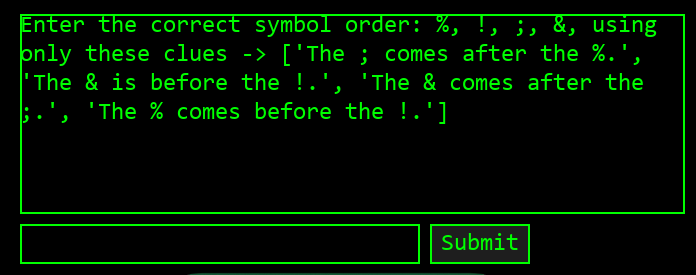 Enter the correct symbol order: %, !, ;, &, using
only these clues -> ['The ; comes after the %.',
'The & is before the !.', 'The & comes after the
;.', 'The % comes before the !.']
Submit